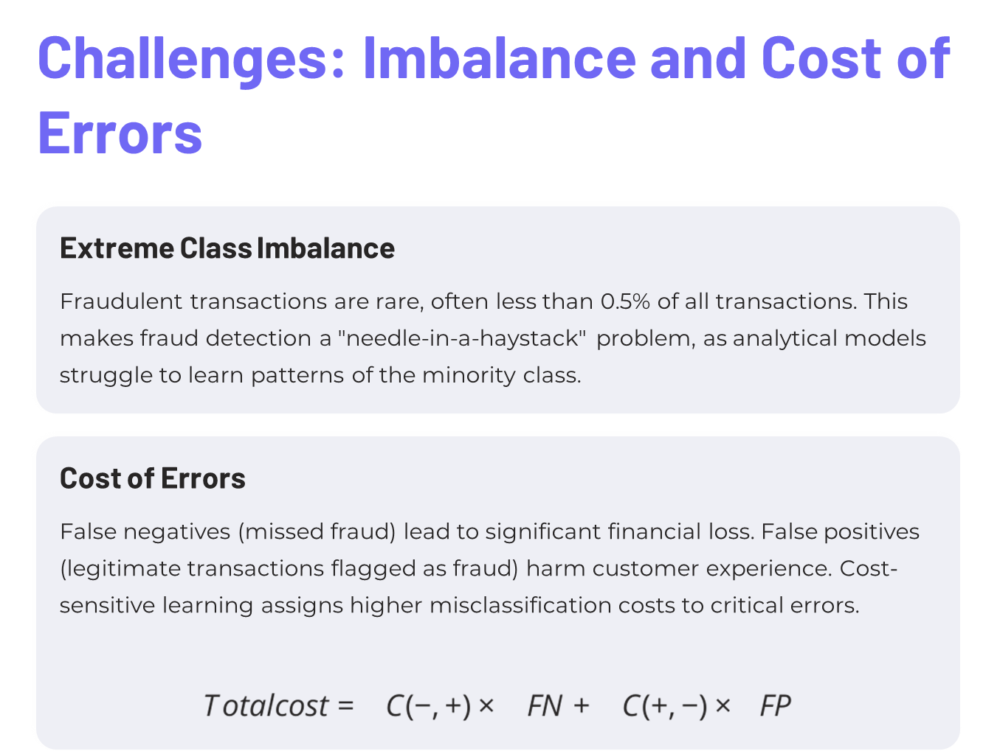 Challenges: Imbalance and Cost of
Errors
Extreme Class Imbalance
Fraudulent transactions are rare, often less than 0.5% of all transactions. This
makes fraud detection a "needle-in-a-haystack" problem, as analytical models
struggle to learn patterns of the minority class.
Cost of Errors
False negatives (missed fraud) lead to significant financial loss. False positives
(legitimate transactions flagged as fraud) harm customer experience. Cost-
sensitive learning assigns higher misclassification costs to critical errors.
Totalcost = C(−,+) × FN + C(+,−) × FP